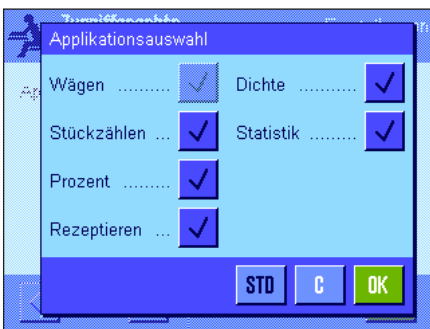 Applikationsauswahl
Wägen ......... Dichte ...........
Stückzählen ... Statistik .........
Prozent .........
Rezeptieren ...
STD C OK